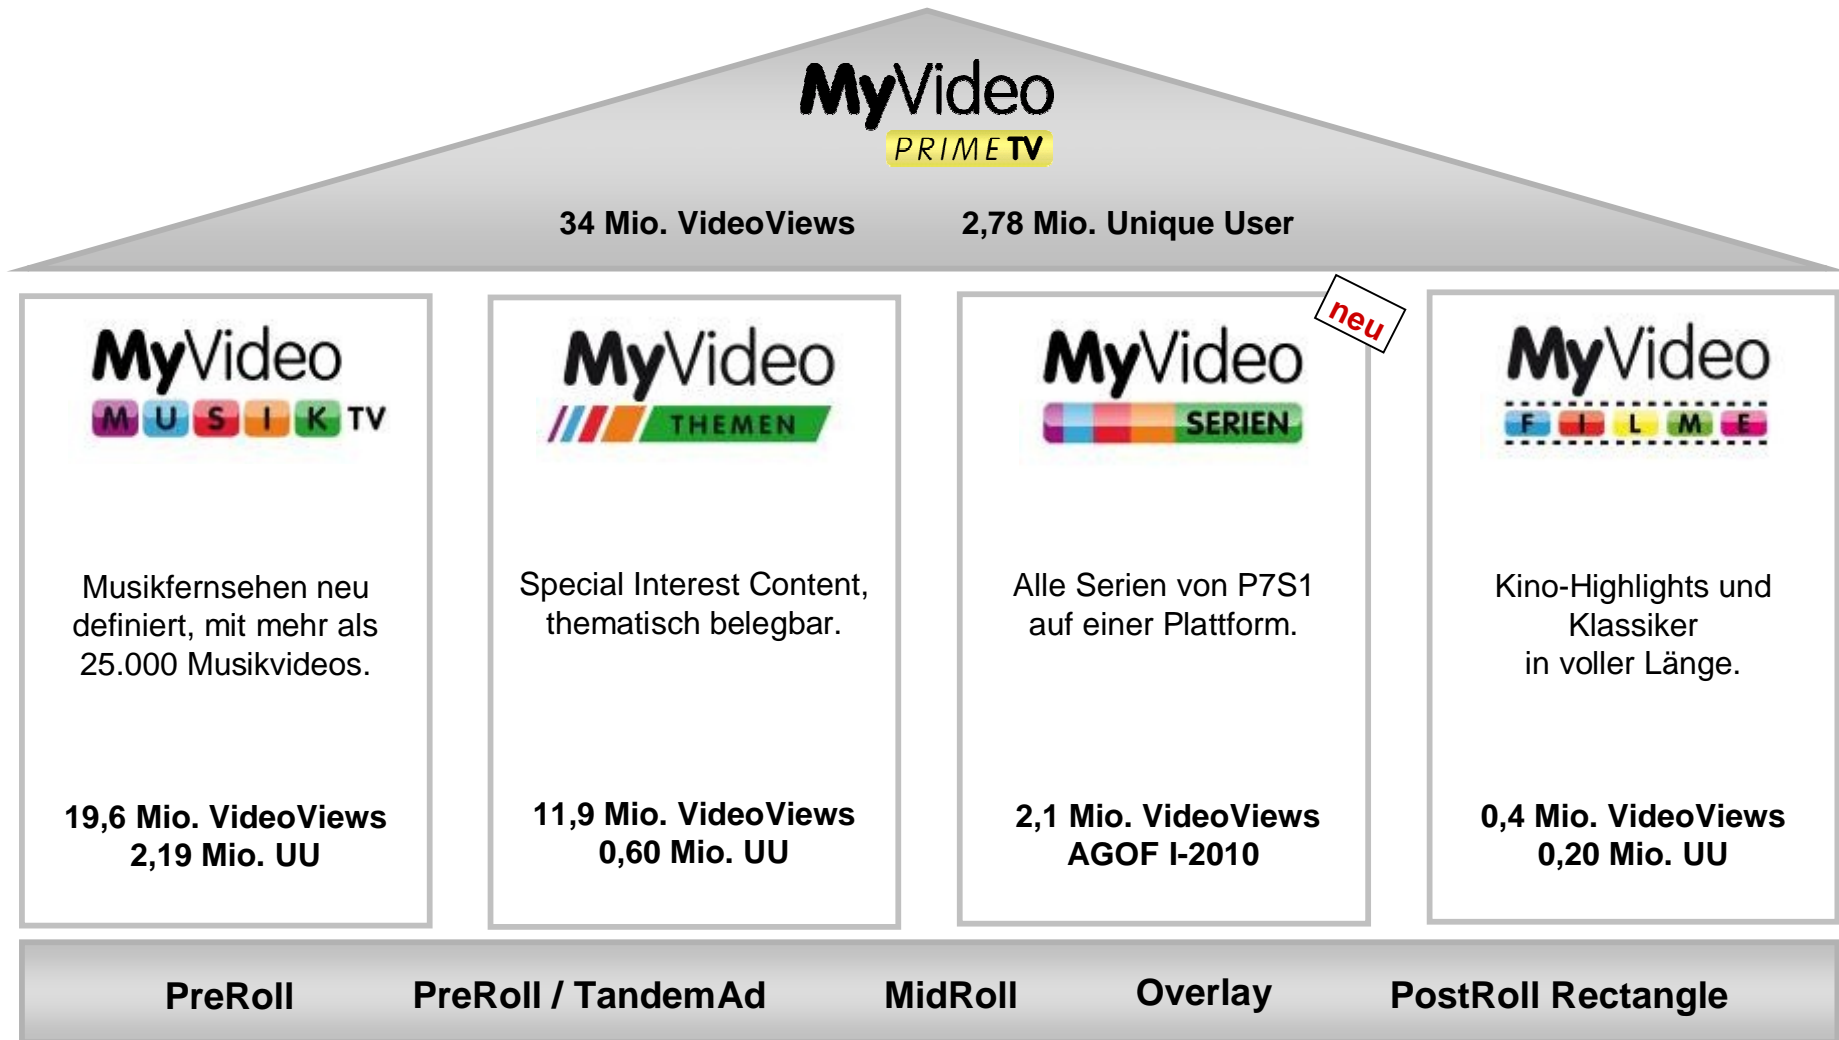 MyVideo
PRIME TV
34 Mio. VideoViews 2,78 Mio. Unique User
MyVideo
MUSIK TV
Musikfernsehen neu
definiert, mit mehr als
25.000 Musikvideos.
19,6 Mio. VideoViews
2,19 Mio. UU
MyVideo
THEMEN
Special Interest Content,
thematisch belegbar.
11,9 Mio. VideoViews
0,60 Mio. UU
neu
MyVideo
SERIEN
Alle Serien von P7S1
auf einer Plattform.
2,1 Mio. VideoViews
AGOF I-2010
MyVideo
FILME
Kino-Highlights und
Klassiker
in voller Länge.
0,4 Mio. VideoViews
0,20 Mio. UU
PreRoll PreRoll / TandemAd MidRoll Overlay PostRoll Rectangle